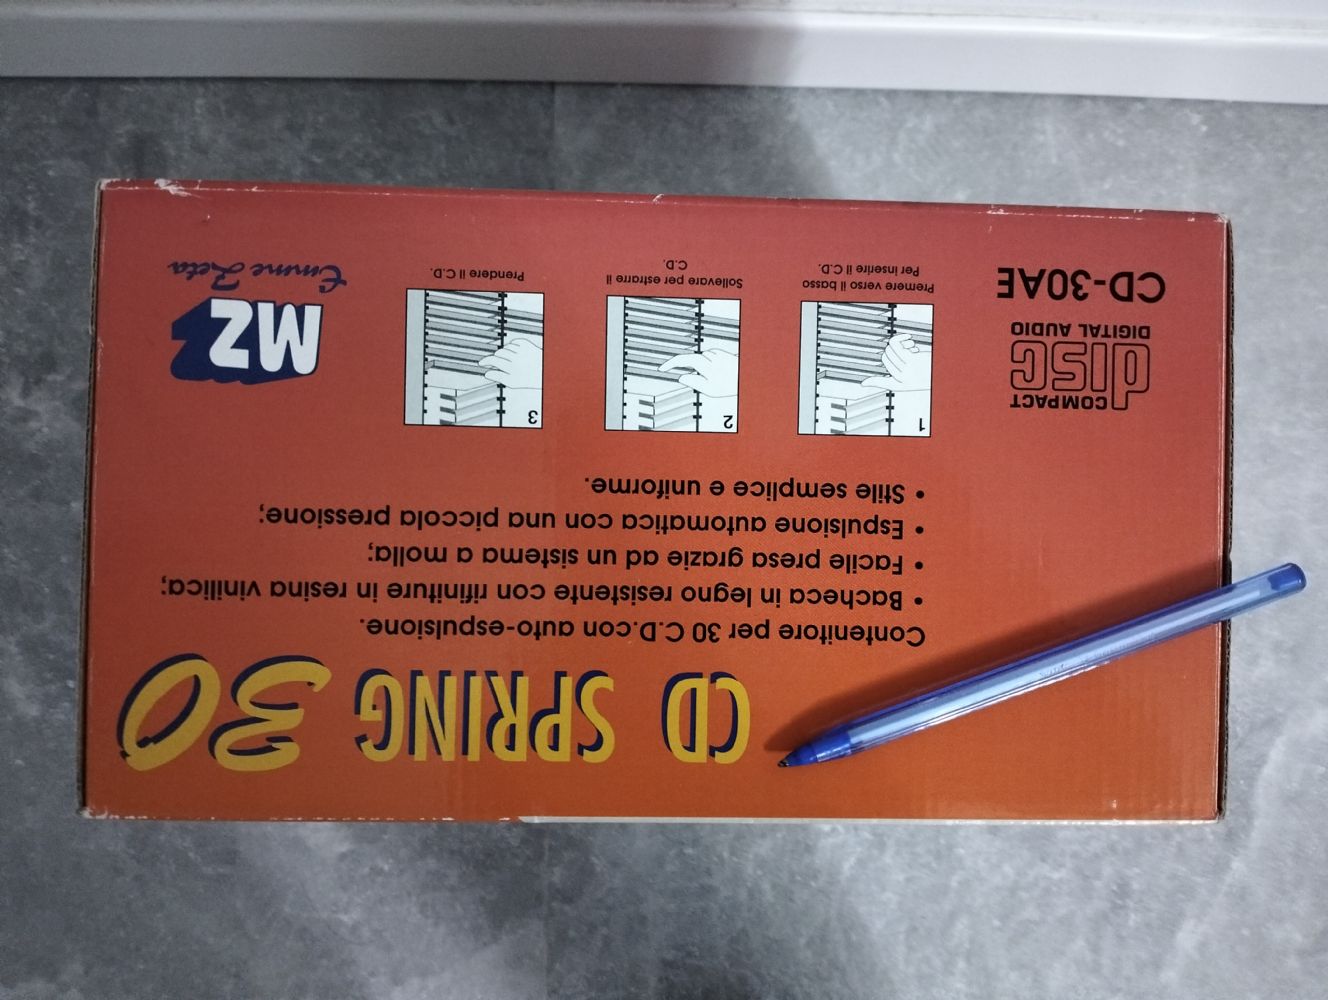 CD SPRING 30
Contenitore per 30 C.D.con auto-espulsione.
• Bacheca in legno resistente con rifiniture in resina vinilica;
• Facile presa grazie ad un sistema a molla;
• Espulsione automatica con una piccola pressione;
• Stile semplice e uniforme.
COMPACT
disc
DIGITAL AUDIO
CD-30AE
1
Premere verso il basso
Per inserire il C.D.
2
Sollevare per estrarre il
C.D.
3
Prendere il C.D.
MZ
Emme Zeta